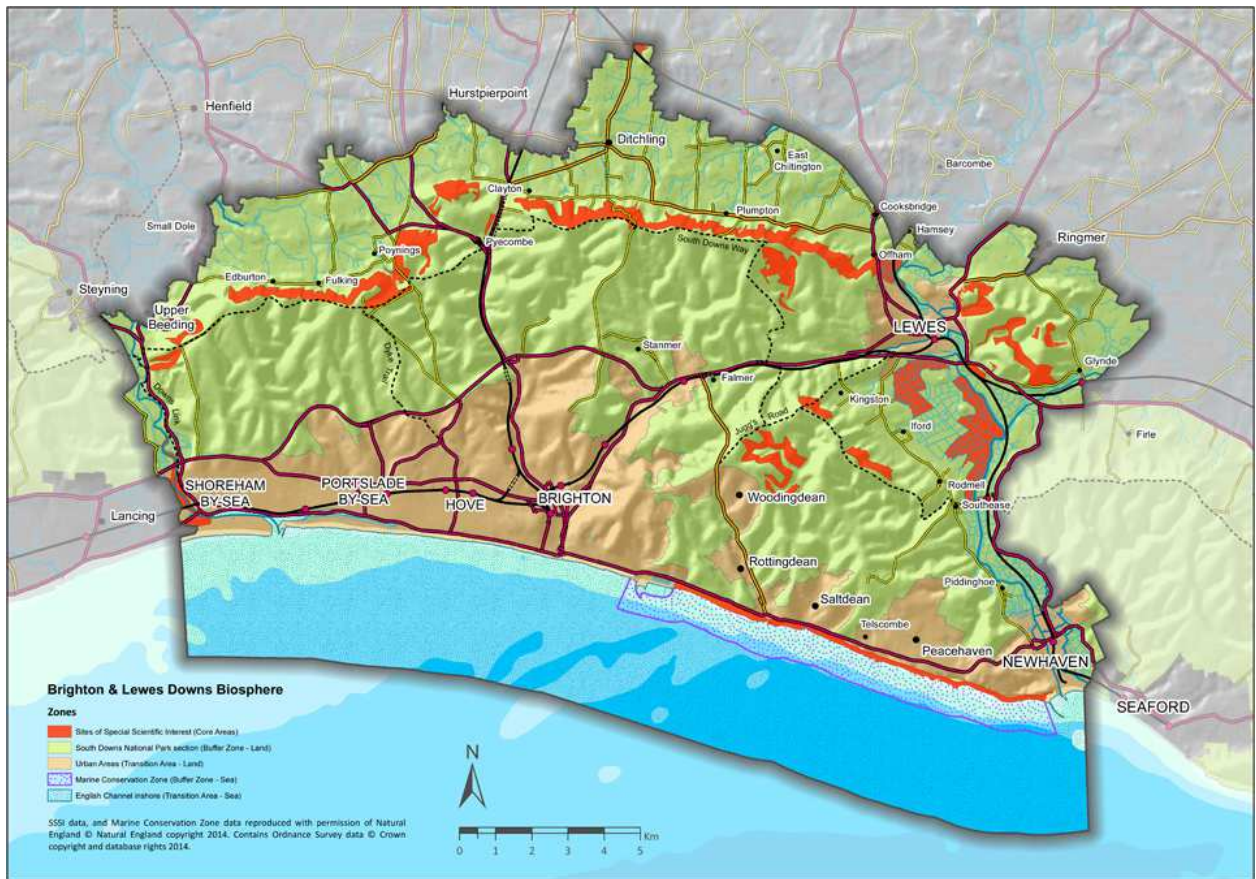 Hurstpierpoint
Henfield
Ditchling
East
Chiltington
Barcombe
Clayton
Cooksbridge
Plumpton
Small Dole
Hamsey
Ringmer
Pyecombe
South Downs Way
Poynings
Offham
Edburton
Fulking
Steyning
Upper
Beeding
LEWES
Stanmer
Dyke Trail
Glynde
Falmer
Downs Link
Kingston
Jugg's Road
Iford
Firle
SHOREHAM
BY-SEA
PORTSLADE
BY-SEA
HOVE
BRIGHTON
Woodingdean
Rodmell
Southease
Lancing
Rottingdean
Piddinghoe
Saltdean
Telscombe
Peacehaven
NEWHAVEN
SEAFORD
Brighton & Lewes Downs Biosphere
Zones
Sites of Special Scientific Interest (Core Areas)
South Downs National Park section (Buffer Zone - Land)
Urban Areas (Transition Area - Land)
Marine Conservation Zone (Buffer Zone - Sea)
English Channel inshore (Transition Area - Sea)
SSSI data, and Marine Conservation Zone data reproduced with permission of Natural
England © Natural England copyright 2014. Contains Ordnance Survey data © Crown
copyright and database rights 2014.
N
Km
0 1 2 3 4 5